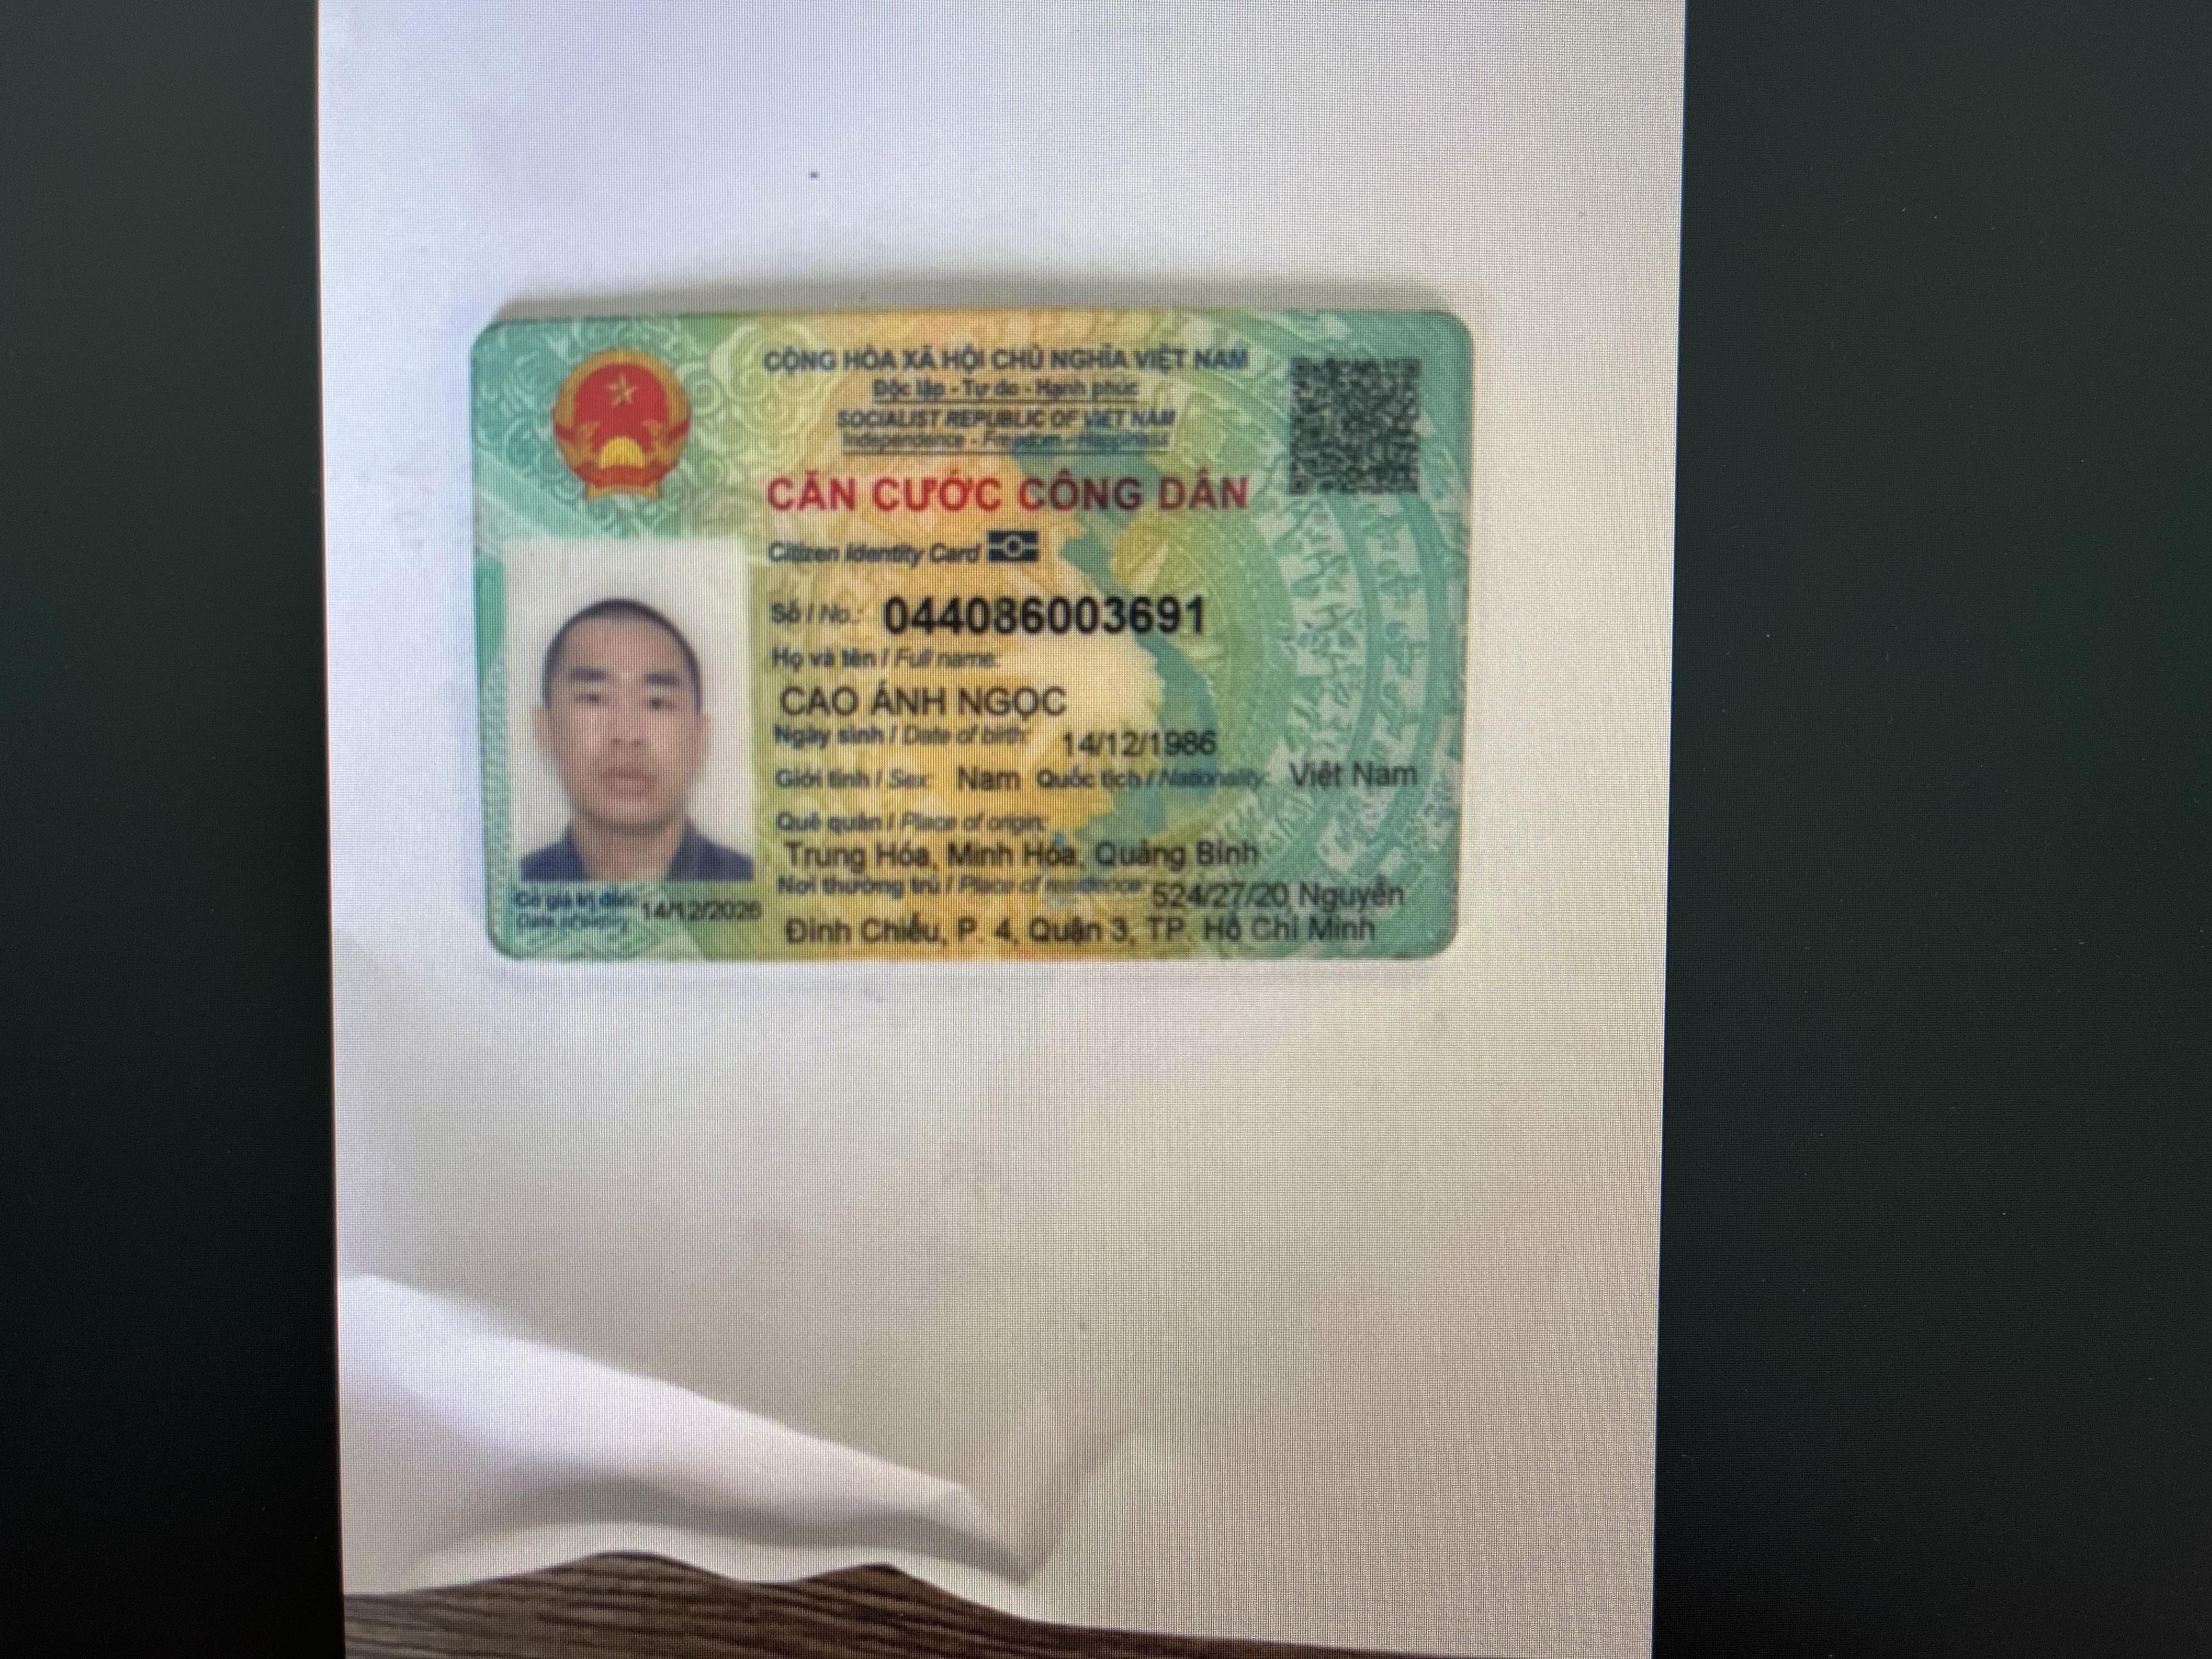 CỘNG HÒA XÃ HỘI CHỦ NGHĨA VIỆT NAM
Độc lập - Tự do - Hạnh phúc
SOCIALIST REPUBLIC OF VIET NAM
Independence - Freedom - Happiness
CĂN CƯỚC CÔNG DÂN
Citizen Identity Card
Số / No.: 044086003691
Họ và tên / Full name:
CAO ÁNH NGỌC
Ngày sinh / Date of birth: 14/12/1986
Giới tính / Sex: Nam Quốc tịch / Nationality: Việt Nam
Quê quán / Place of origin:
Trung Hóa, Minh Hóa, Quảng Bình
Nơi thường trú / Place of residence: 524/27/20 Nguyễn
Đình Chiểu, P. 4, Quận 3, TP. Hồ Chí Minh
Có giá trị đến: 14/12/2026
Date of expiry